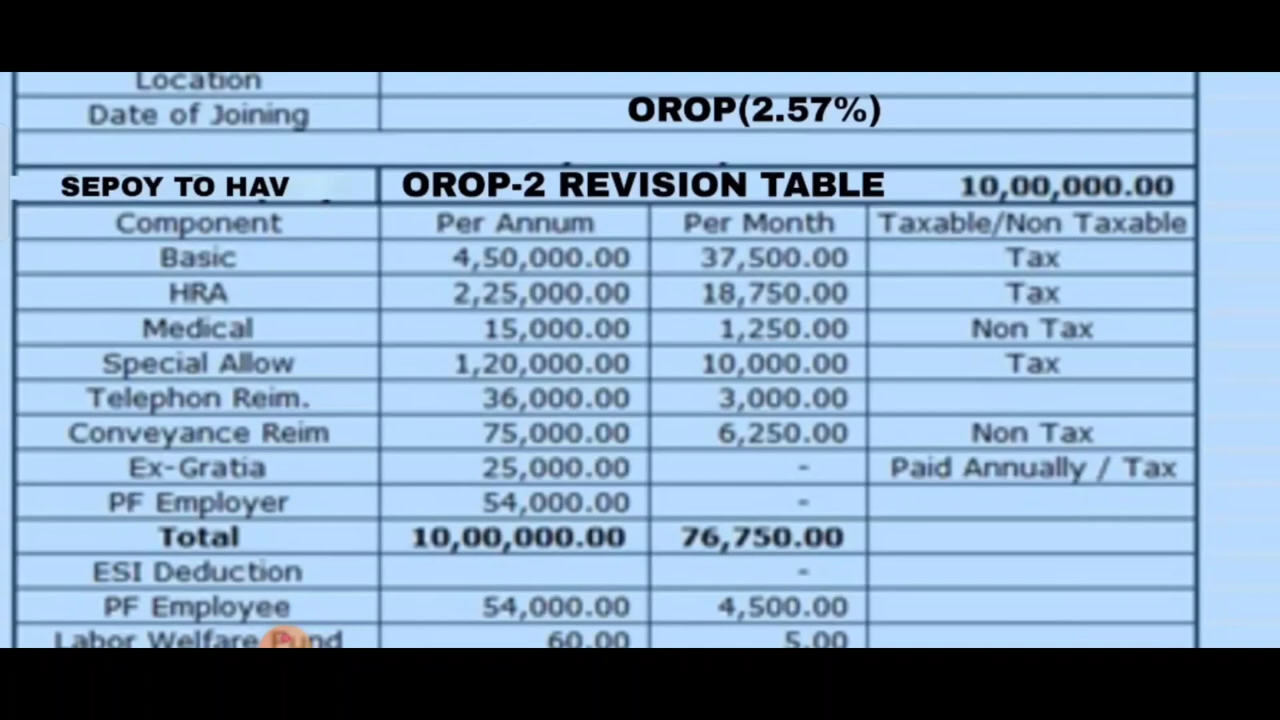 Location
Date of Joining OROP(2.57%)
SEPOY TO HAV OROP-2 REVISION TABLE 10,00,000.00
Component Per Annum Per Month Taxable/Non Taxable
Basic 4,50,000.00 37,500.00 Tax
HRA 2,25,000.00 18,750.00 Tax
Medical 15,000.00 1,250.00 Non Tax
Special Allow 1,20,000.00 10,000.00 Tax
Telephon Reim. 36,000.00 3,000.00
Conveyance Reim 75,000.00 6,250.00 Non Tax
Ex-Gratia 25,000.00 - Paid Annually / Tax
PF Employer 54,000.00 -
Total 10,00,000.00 76,750.00
ESI Deduction -
PF Employee 54,000.00 4,500.00
Labor Welfare Fund 60.00 5.00